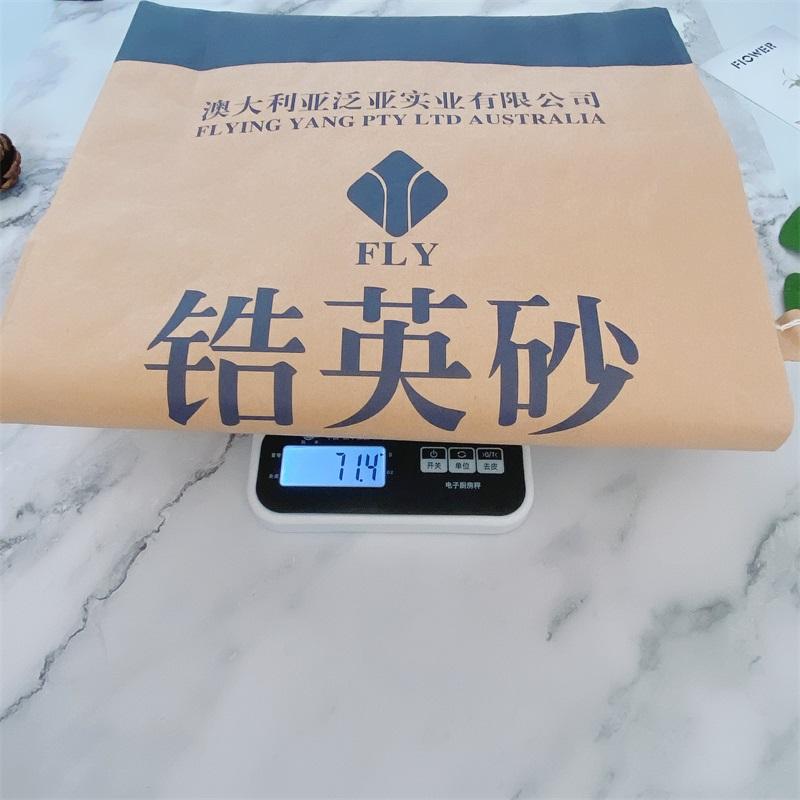 FlOWER
澳大利亚泛亚实业有限公司
FLYING YANG PTY LTD AUSTRALIA
FLY
锆英砂
71.4
开关 单位 去皮
电子厨房秤